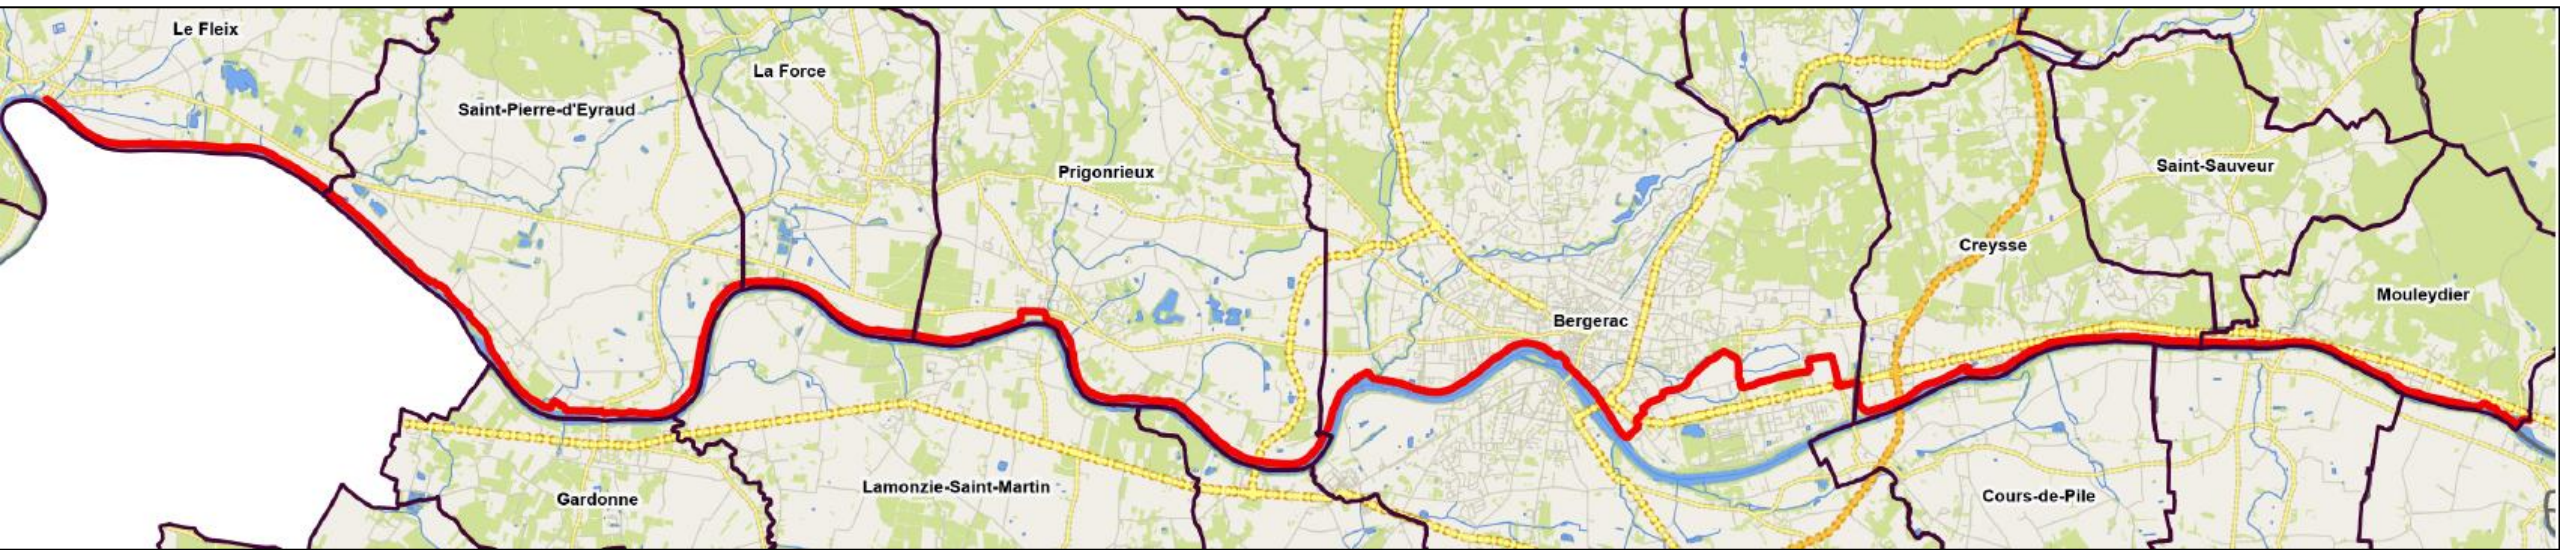 Le Fleix
La Force
Saint-Pierre-d'Eyraud
Prigonrieux
Saint-Sauveur
Creysse
Mouleydier
Bergerac
Lamonzie-Saint-Martin
Gardonne
Cours-de-Pile